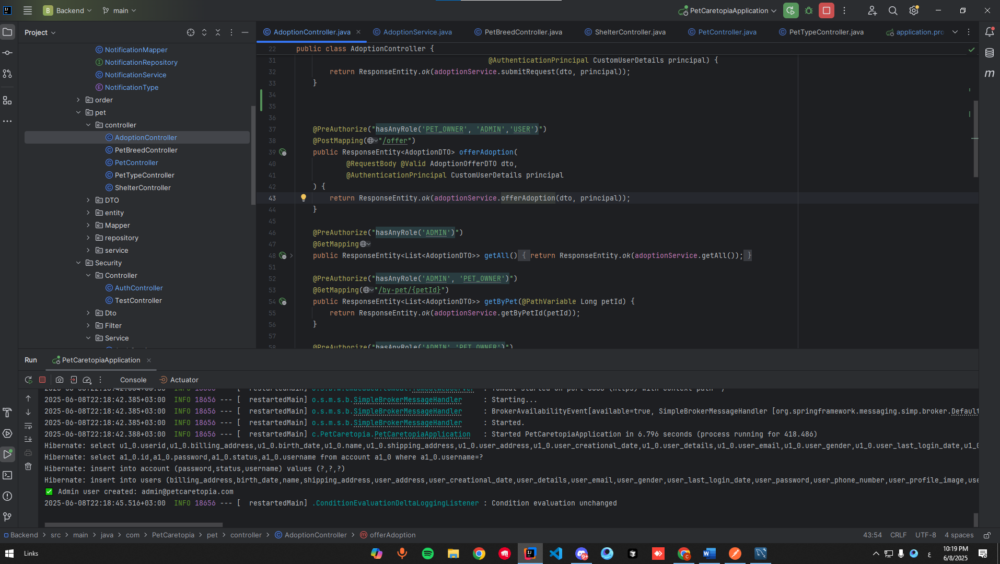 B Backend main PetCaretopiaApplication
Project
AdoptionController.java AdoptionService.java PetBreedController.java ShelterController.java PetController.java PetTypeController.java application.pro
NotificationMapper
NotificationRepository
NotificationService
NotificationType
order
pet
controller
AdoptionController
PetBreedController
PetController
PetTypeController
ShelterController
DTO
entity
Mapper
repository
service
Security
Controller
AuthController
TestController
Dto
Filter
Service
22 public class AdoptionController {
31 @AuthenticationPrincipal CustomUserDetails principal) {
32 return ResponseEntity.ok(adoptionService.submitRequest(dto, principal));
33 }
34
35
36
37 @PreAuthorize("hasAnyRole('PET_OWNER', 'ADMIN','USER')")
38 @PostMapping("/offer")
39 public ResponseEntity<AdoptionDTO> offerAdoption(
40 @RequestBody @Valid AdoptionOfferDTO dto,
41 @AuthenticationPrincipal CustomUserDetails principal
42 ) {
43 return ResponseEntity.ok(adoptionService.offerAdoption(dto, principal));
44 }
45
46 @PreAuthorize("hasAnyRole('ADMIN')")
47 @GetMapping
48 public ResponseEntity<List<AdoptionDTO>> getAll() { return ResponseEntity.ok(adoptionService.getAll()); }
51
52 @PreAuthorize("hasAnyRole('ADMIN', 'PET_OWNER')")
53 @GetMapping("/by-pet/{petId}")
54 public ResponseEntity<List<AdoptionDTO>> getByPet(@PathVariable Long petId) {
55 return ResponseEntity.ok(adoptionService.getByPetId(petId));
56 }
57
58 @PreAuthorize("hasAnyRole('ADMIN','PET_OWNER')")
Run PetCaretopiaApplication
Console Actuator
2025-06-08T22:18:42.385+03:00 INFO 18656 --- [ restartedMain] o.s.m.s.b.SimpleBrokerMessageHandler : Starting...
2025-06-08T22:18:42.385+03:00 INFO 18656 --- [ restartedMain] o.s.m.s.b.SimpleBrokerMessageHandler : BrokerAvailabilityEvent[available=true, SimpleBrokerMessageHandler [org.springframework.messaging.simp.broker.Default
2025-06-08T22:18:42.385+03:00 INFO 18656 --- [ restartedMain] o.s.m.s.b.SimpleBrokerMessageHandler : Started.
2025-06-08T22:18:42.388+03:00 INFO 18656 --- [ restartedMain] c.PetCaretopia.PetCaretopiaApplication : Started PetCaretopiaApplication in 6.796 seconds (process running for 418.486)
Hibernate: select u1_0.userid,u1_0.billing_address,u1_0.birth_date,u1_0.name,u1_0.shipping_address,u1_0.user_address,u1_0.user_creational_date,u1_0.user_details,u1_0.user_email,u1_0.user_gender,u1_0.user_last_login_date,u1_0
Hibernate: select a1_0.id,a1_0.password,a1_0.status,a1_0.username from account a1_0 where a1_0.username=?
Hibernate: insert into account (password,status,username) values (?,?,?)
Hibernate: insert into users (billing_address,birth_date,name,shipping_address,user_address,user_creational_date,user_details,user_email,user_gender,user_last_login_date,user_password,user_phone_number,user_profile_image,use
✅ Admin user created: admin@petcaretopia.com
2025-06-08T22:18:45.516+03:00 INFO 18656 --- [ restartedMain] .ConditionEvaluationDeltaLoggingListener : Condition evaluation unchanged
Backend > src > main > java > com > PetCaretopia > pet > controller > AdoptionController > offerAdoption 43:54 CRLF UTF-8 4 spaces
Links
ع 10:19 PM
6/8/2025